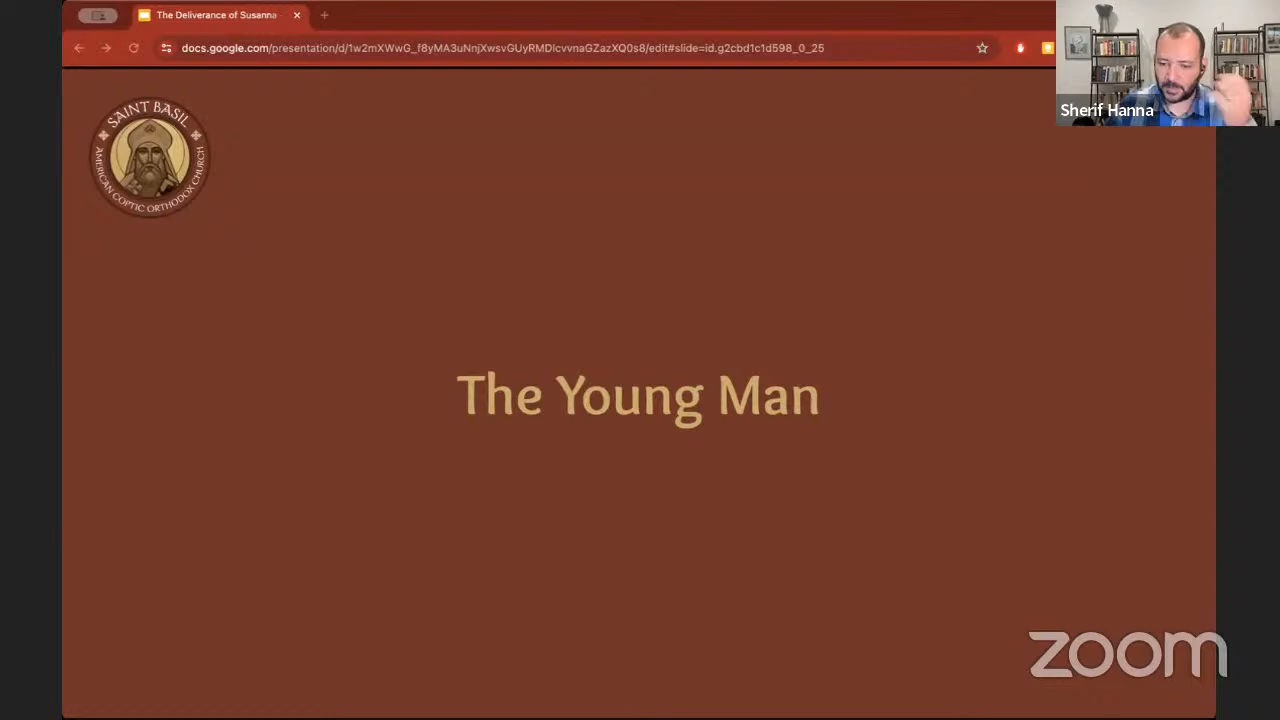 The Deliverance of Susanna
docs.google.com/presentation/d/1w2mXWwG_f8yMA3uNnjXwsvGUyRMDlcvvnaGZazXQ0s8/edit#slide=id.g2cbd1c1d598_0_25
Sherif Hanna
SAINT BASIL
AMERICAN COPTIC ORTHODOX CHURCH
The Young Man
zoom